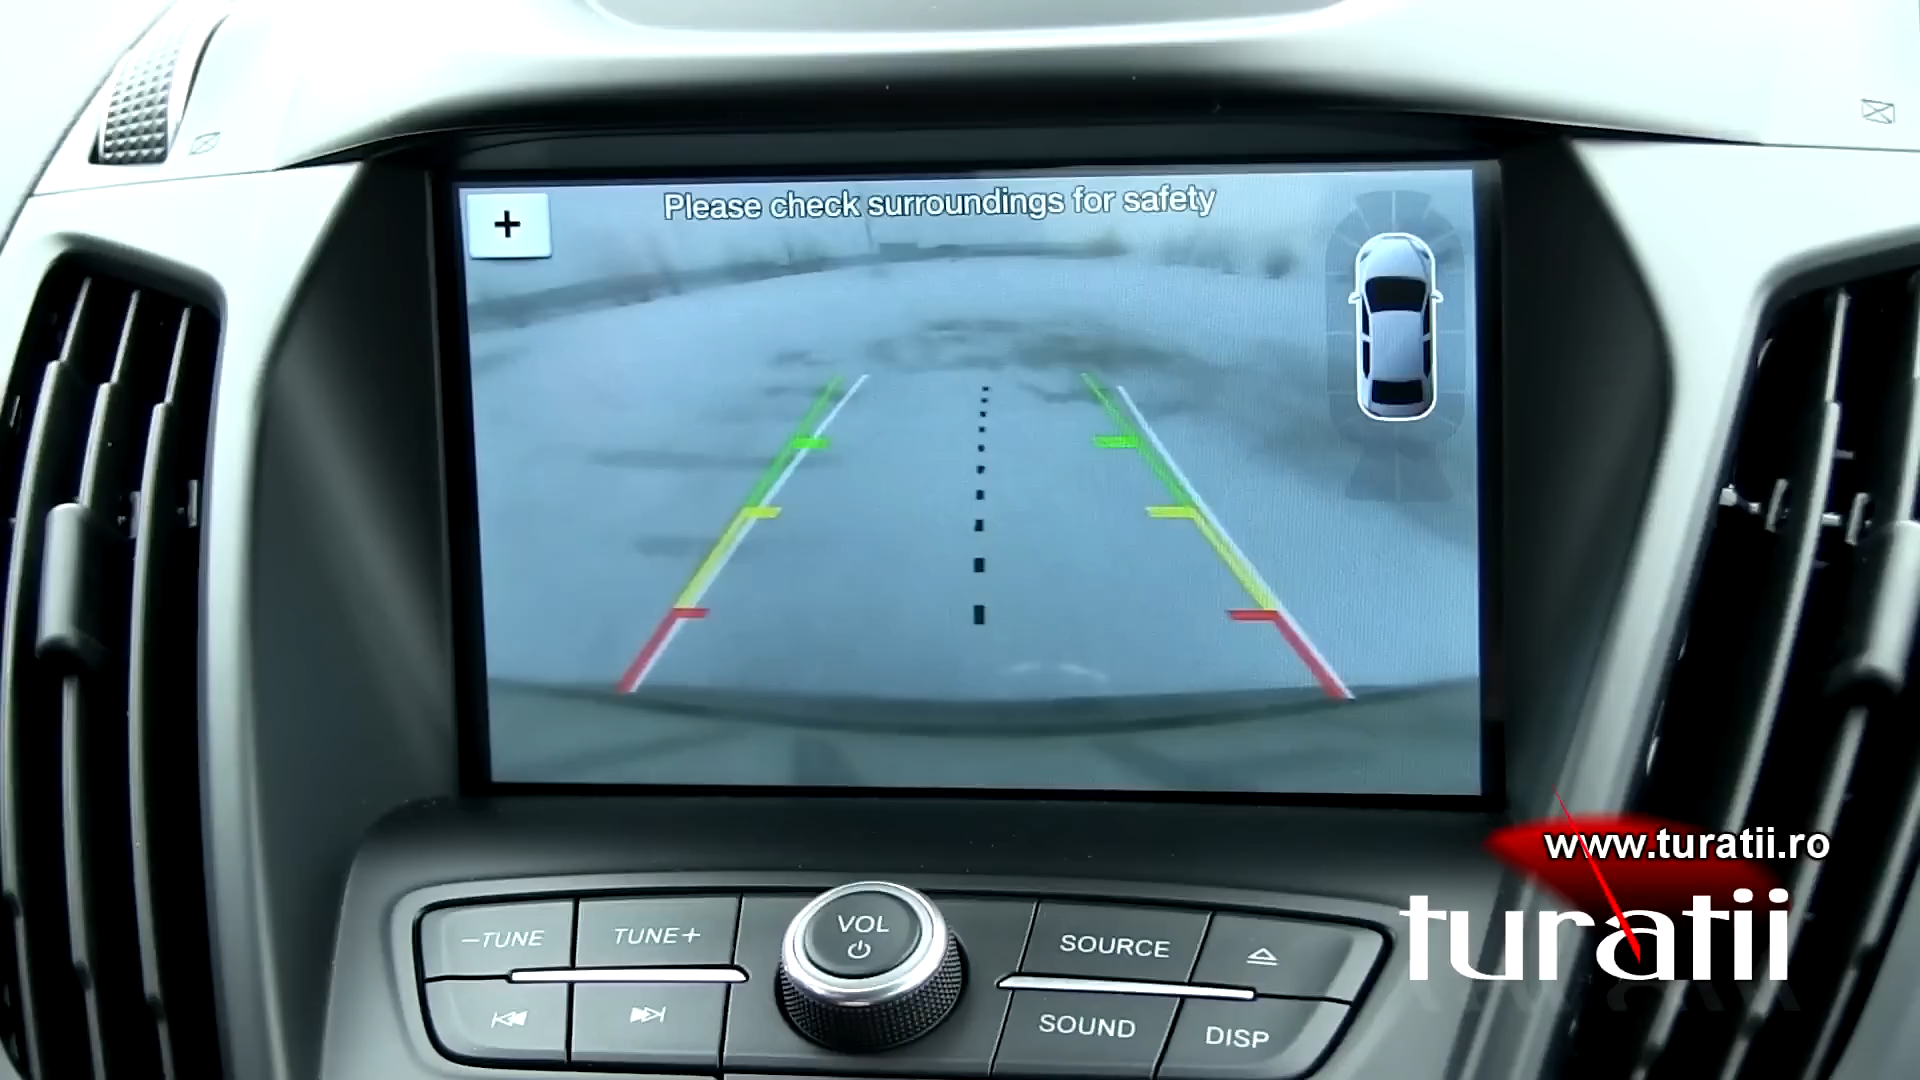 Please check surroundings for safety
+
www.turatii.ro
turatii
–TUNE
TUNE+
VOL
SOURCE
SOUND
DISP